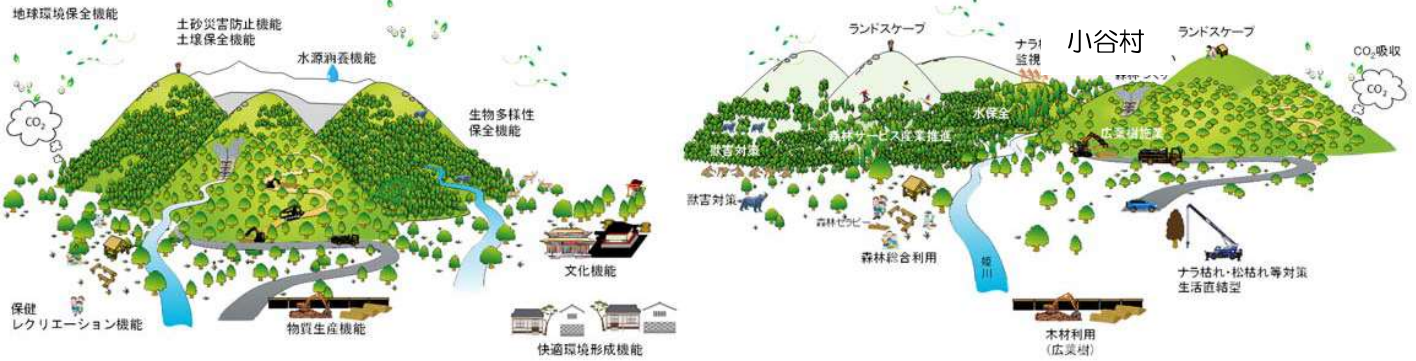 地球環境保全機能
土砂災害防止機能
土壌保全機能
水源涵養機能
CO₂
生物多様性
保全機能
文化機能
保健
レクリエーション機能
物質生産機能
快適環境形成機能
ランドスケープ
ナラ
監視
小谷村
ランドスケープ
CO₂吸収
CO₂
水保全
森林サービス産業推進
広葉樹施業
獣害対策
獣害対策
森林セラピー
森林総合利用
姫川
ナラ枯れ・松枯れ等対策
生活直結型
木材利用
(広葉樹)